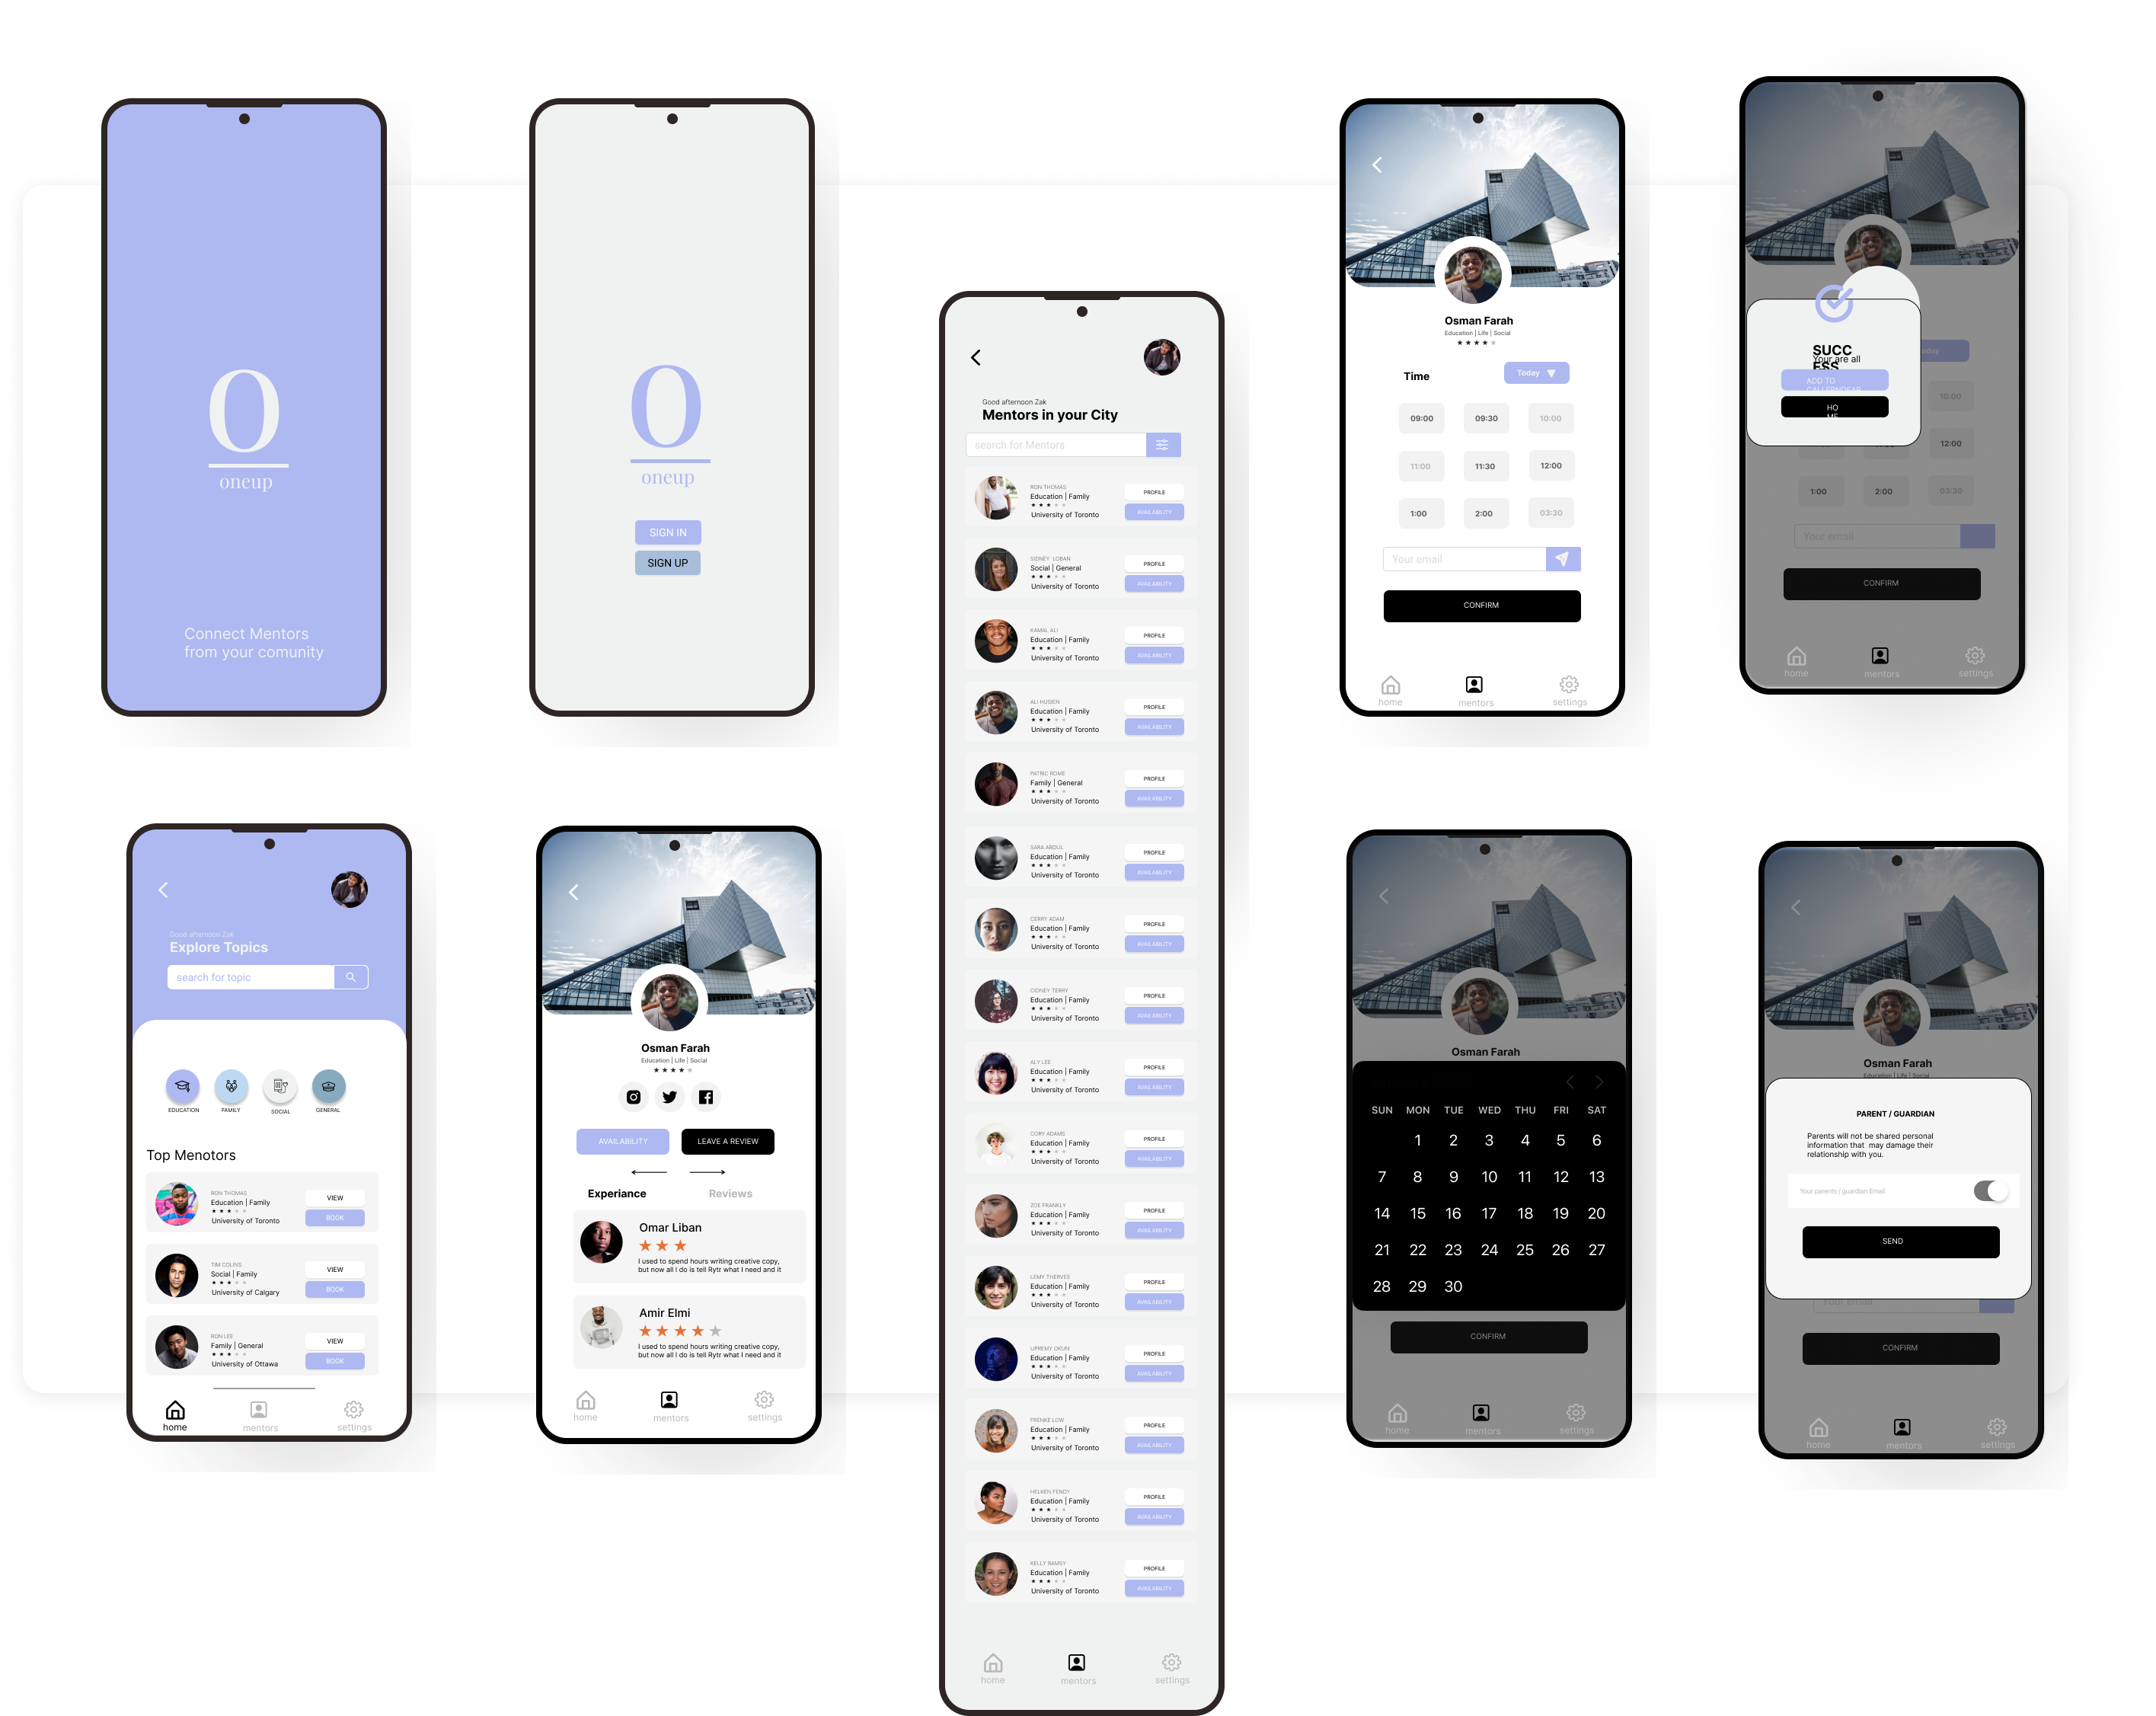 O
oneup
Connect Mentors
from your comunity
O
oneup
SIGN IN
SIGN UP
Good afternoon Zak
Mentors in your City
search for Mentors
RON THOMAS
Education | Family
University of Toronto
PROFILE
AVAILABILITY
SIDNEY LOBAN
Social | General
University of Toronto
PROFILE
AVAILABILITY
KAMAL ALI
Education | Family
University of Toronto
PROFILE
AVAILABILITY
ALI HUSIEN
Education | Family
University of Toronto
PROFILE
AVAILABILITY
PATRIC ROME
Family | General
University of Toronto
PROFILE
AVAILABILITY
SARA ABDUL
Education | Family
University of Toronto
PROFILE
AVAILABILITY
CERRY ADAM
Education | Family
University of Toronto
PROFILE
AVAILABILITY
CIDNEY TERRY
Education | Family
University of Toronto
PROFILE
AVAILABILITY
ALY LEE
Education | Family
University of Toronto
PROFILE
AVAILABILITY
CORY ADAMS
Education | Family
University of Toronto
PROFILE
AVAILABILITY
ZOE FRANKLY
Education | Family
University of Toronto
PROFILE
AVAILABILITY
LEMY THERVES
Education | Family
University of Toronto
PROFILE
AVAILABILITY
UPREMY OKUN
Education | Family
University of Toronto
PROFILE
AVAILABILITY
FRENKE LOW
Education | Family
University of Toronto
PROFILE
AVAILABILITY
HELKEN FENDY
Education | Family
University of Toronto
PROFILE
AVAILABILITY
KELLY RAMSY
Education | Family
University of Toronto
PROFILE
AVAILABILITY
home
mentors
settings
Osman Farah
Education | Life | Social
Time
Today
09:00
09:30
10:00
11:00
11:30
12:00
1:00
2:00
03:30
Your email
CONFIRM
home
mentors
settings
SUCC
ESS
Your are all
ADD TO
HO
ME
10:00
12:00
1:00
2:00
03:30
Your email
CONFIRM
home
mentors
settings
Good afternoon Zak
Explore Topics
search for topic
EDUCATION
FAMILY
SOCIAL
GENERAL
Top Menotors
RON THOMAS
Education | Family
University of Toronto
VIEW
BOOK
TIM COLINS
Social | Family
University of Calgary
VIEW
BOOK
RON LEE
Family | General
University of Ottawa
VIEW
BOOK
home
mentors
settings
Osman Farah
Education | Life | Social
AVAILABILITY
LEAVE A REVIEW
Experiance
Reviews
Omar Liban
I used to spend hours writing creative copy,
but now all I do is tell Rytr what I need and it
Amir Elmi
I used to spend hours writing creative copy,
but now all I do is tell Rytr what I need and it
home
mentors
settings
Osman Farah
SUN MON TUE WED THU FRI SAT
1 2 3 4 5 6
7 8 9 10 11 12 13
14 15 16 17 18 19 20
21 22 23 24 25 26 27
28 29 30
CONFIRM
home
mentors
settings
Osman Farah
Education | Life | Social
PARENT / GUARDIAN
Parents will not be shared personal
information that may damage their
relationship with you.
Your parents / guardian Email
SEND
Your email
CONFIRM
home
mentors
settings